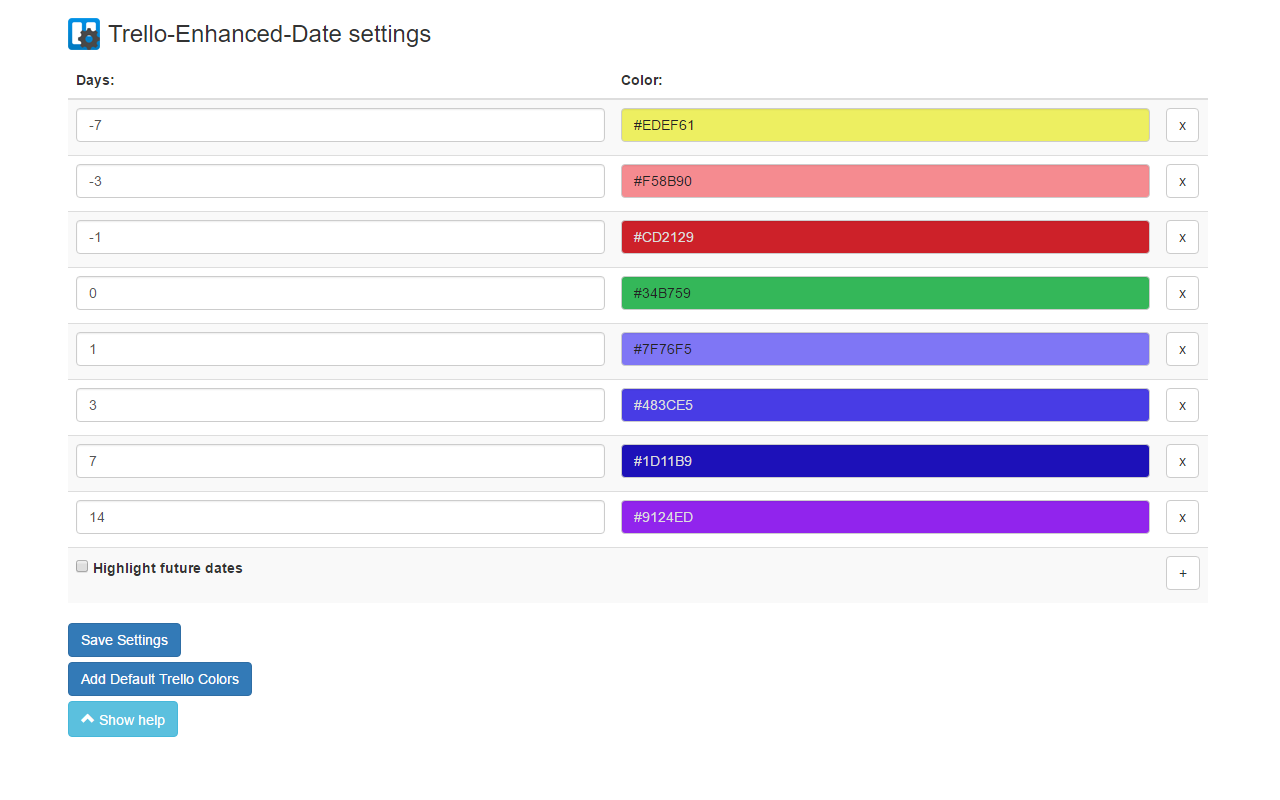 Trello-Enhanced-Date settings
Days: Color:
-7 #EDEF61 x
-3 #F58B90 x
-1 #CD2129 x
0 #34B759 x
1 #7F76F5 x
3 #483CE5 x
7 #1D11B9 x
14 #9124ED x
Highlight future dates +
Save Settings
Add Default Trello Colors
Show help